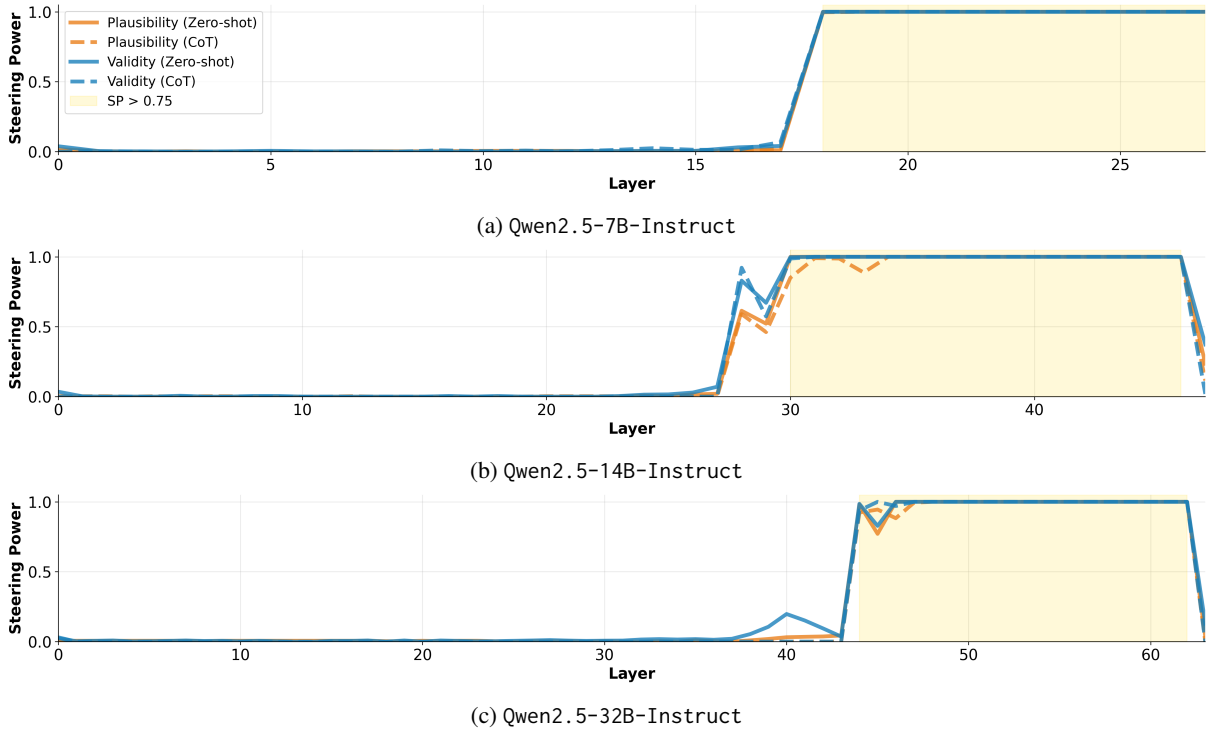 1.0
0.5
0.0
Steering Power
Plausibility (Zero-shot)
Plausibility (CoT)
Validity (Zero-shot)
Validity (CoT)
SP > 0.75
0 5 10 15 20 25
Layer
(a) Qwen2.5-7B-Instruct
1.0
0.5
0.0
Steering Power
0 10 20 30 40
Layer
(b) Qwen2.5-14B-Instruct
1.0
0.5
0.0
Steering Power
0 10 20 30 40 50 60
Layer
(c) Qwen2.5-32B-Instruct